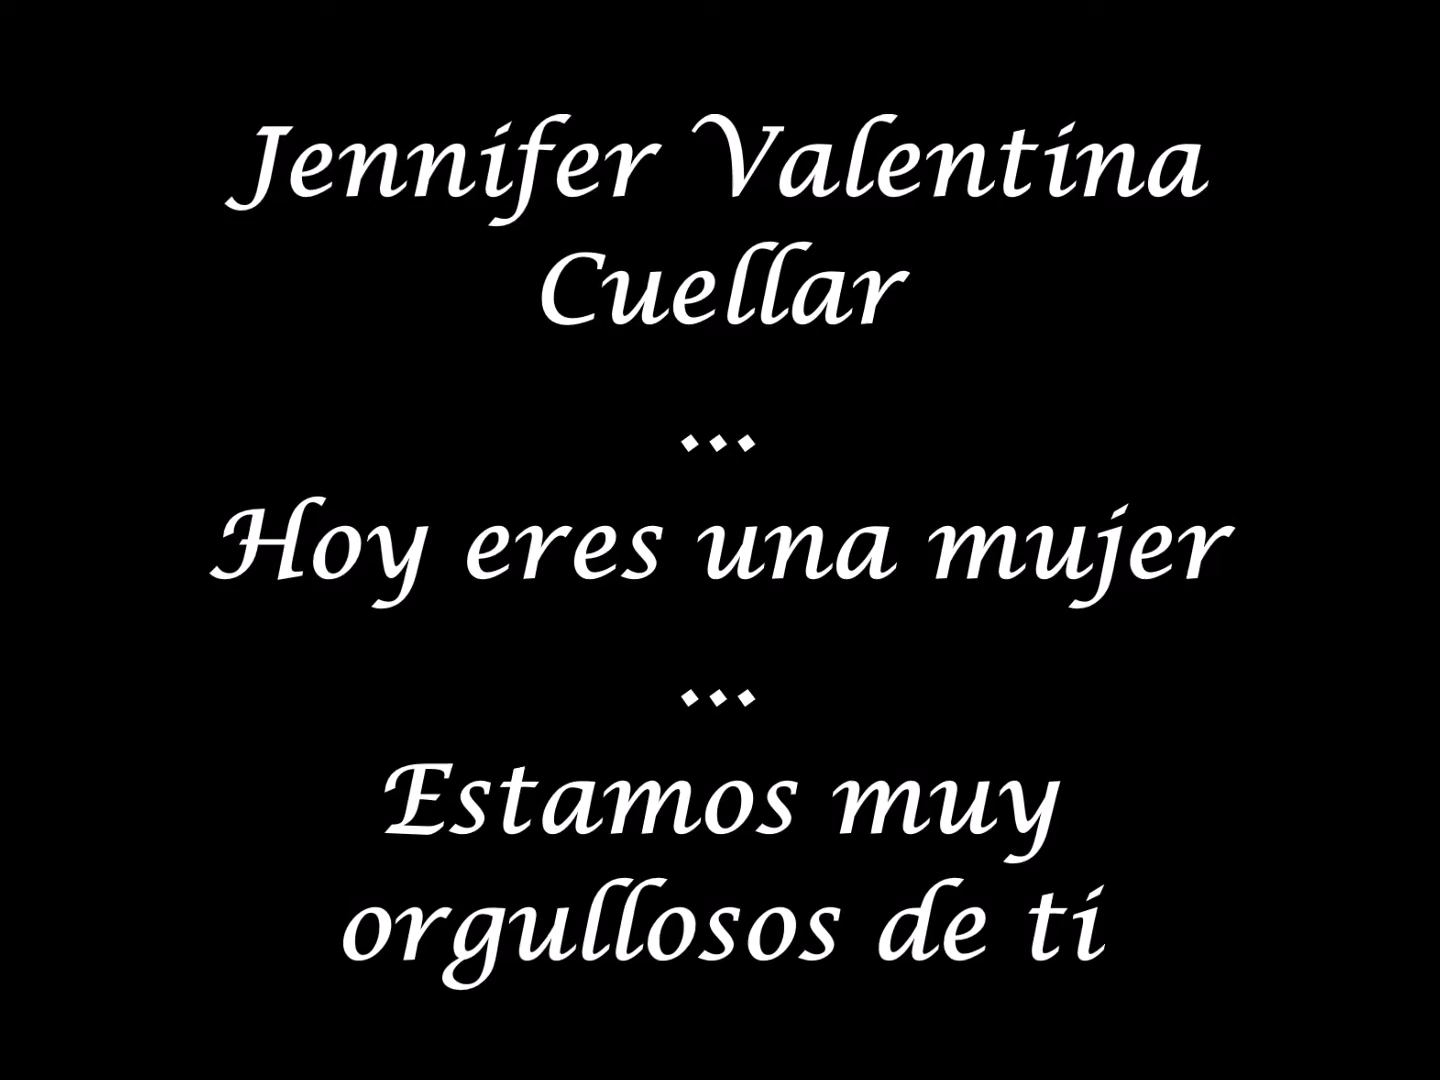 Jennifer Valentina
Cuellar
...
Hoy eres una mujer
...
Estamos muy
orgullosos de ti